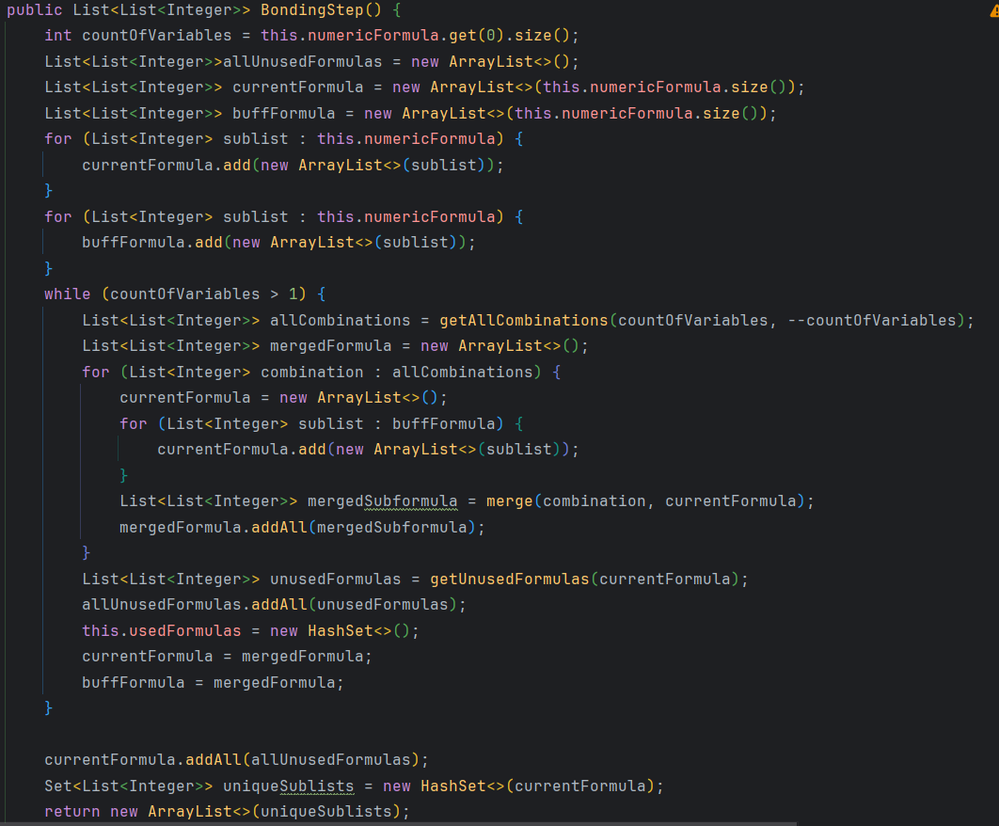 public List<List<Integer>> BondingStep() {
    int countOfVariables = this.numericFormula.get(0).size();
    List<List<Integer>>allUnusedFormulas = new ArrayList<>();
    List<List<Integer>> currentFormula = new ArrayList<>(this.numericFormula.size());
    List<List<Integer>> buffFormula = new ArrayList<>(this.numericFormula.size());
    for (List<Integer> sublist : this.numericFormula) {
        currentFormula.add(new ArrayList<>(sublist));
    }
    for (List<Integer> sublist : this.numericFormula) {
        buffFormula.add(new ArrayList<>(sublist));
    }
    while (countOfVariables > 1) {
        List<List<Integer>> allCombinations = getAllCombinations(countOfVariables, --countOfVariables);
        List<List<Integer>> mergedFormula = new ArrayList<>();
        for (List<Integer> combination : allCombinations) {
            currentFormula = new ArrayList<>();
            for (List<Integer> sublist : buffFormula) {
                currentFormula.add(new ArrayList<>(sublist));
            }
            List<List<Integer>> mergedSubformula = merge(combination, currentFormula);
            mergedFormula.addAll(mergedSubformula);
        }
        List<List<Integer>> unusedFormulas = getUnusedFormulas(currentFormula);
        allUnusedFormulas.addAll(unusedFormulas);
        this.usedFormulas = new HashSet<>();
        currentFormula = mergedFormula;
        buffFormula = mergedFormula;
    }

    currentFormula.addAll(allUnusedFormulas);
    Set<List<Integer>> uniqueSublists = new HashSet<>(currentFormula);
    return new ArrayList<>(uniqueSublists);